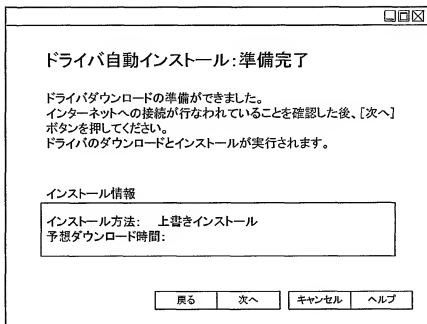 ドライバ自動インストール:準備完了
ドライバダウンロードの準備ができました。
インターネットへの接続が行なわれていることを確認した後、[次へ]
ボタンを押してください。
ドライバのダウンロードとインストールが実行されます。
インストール情報
インストール方法: 上書きインストール
予想ダウンロード時間:
戻る 次へ キャンセル ヘルプ